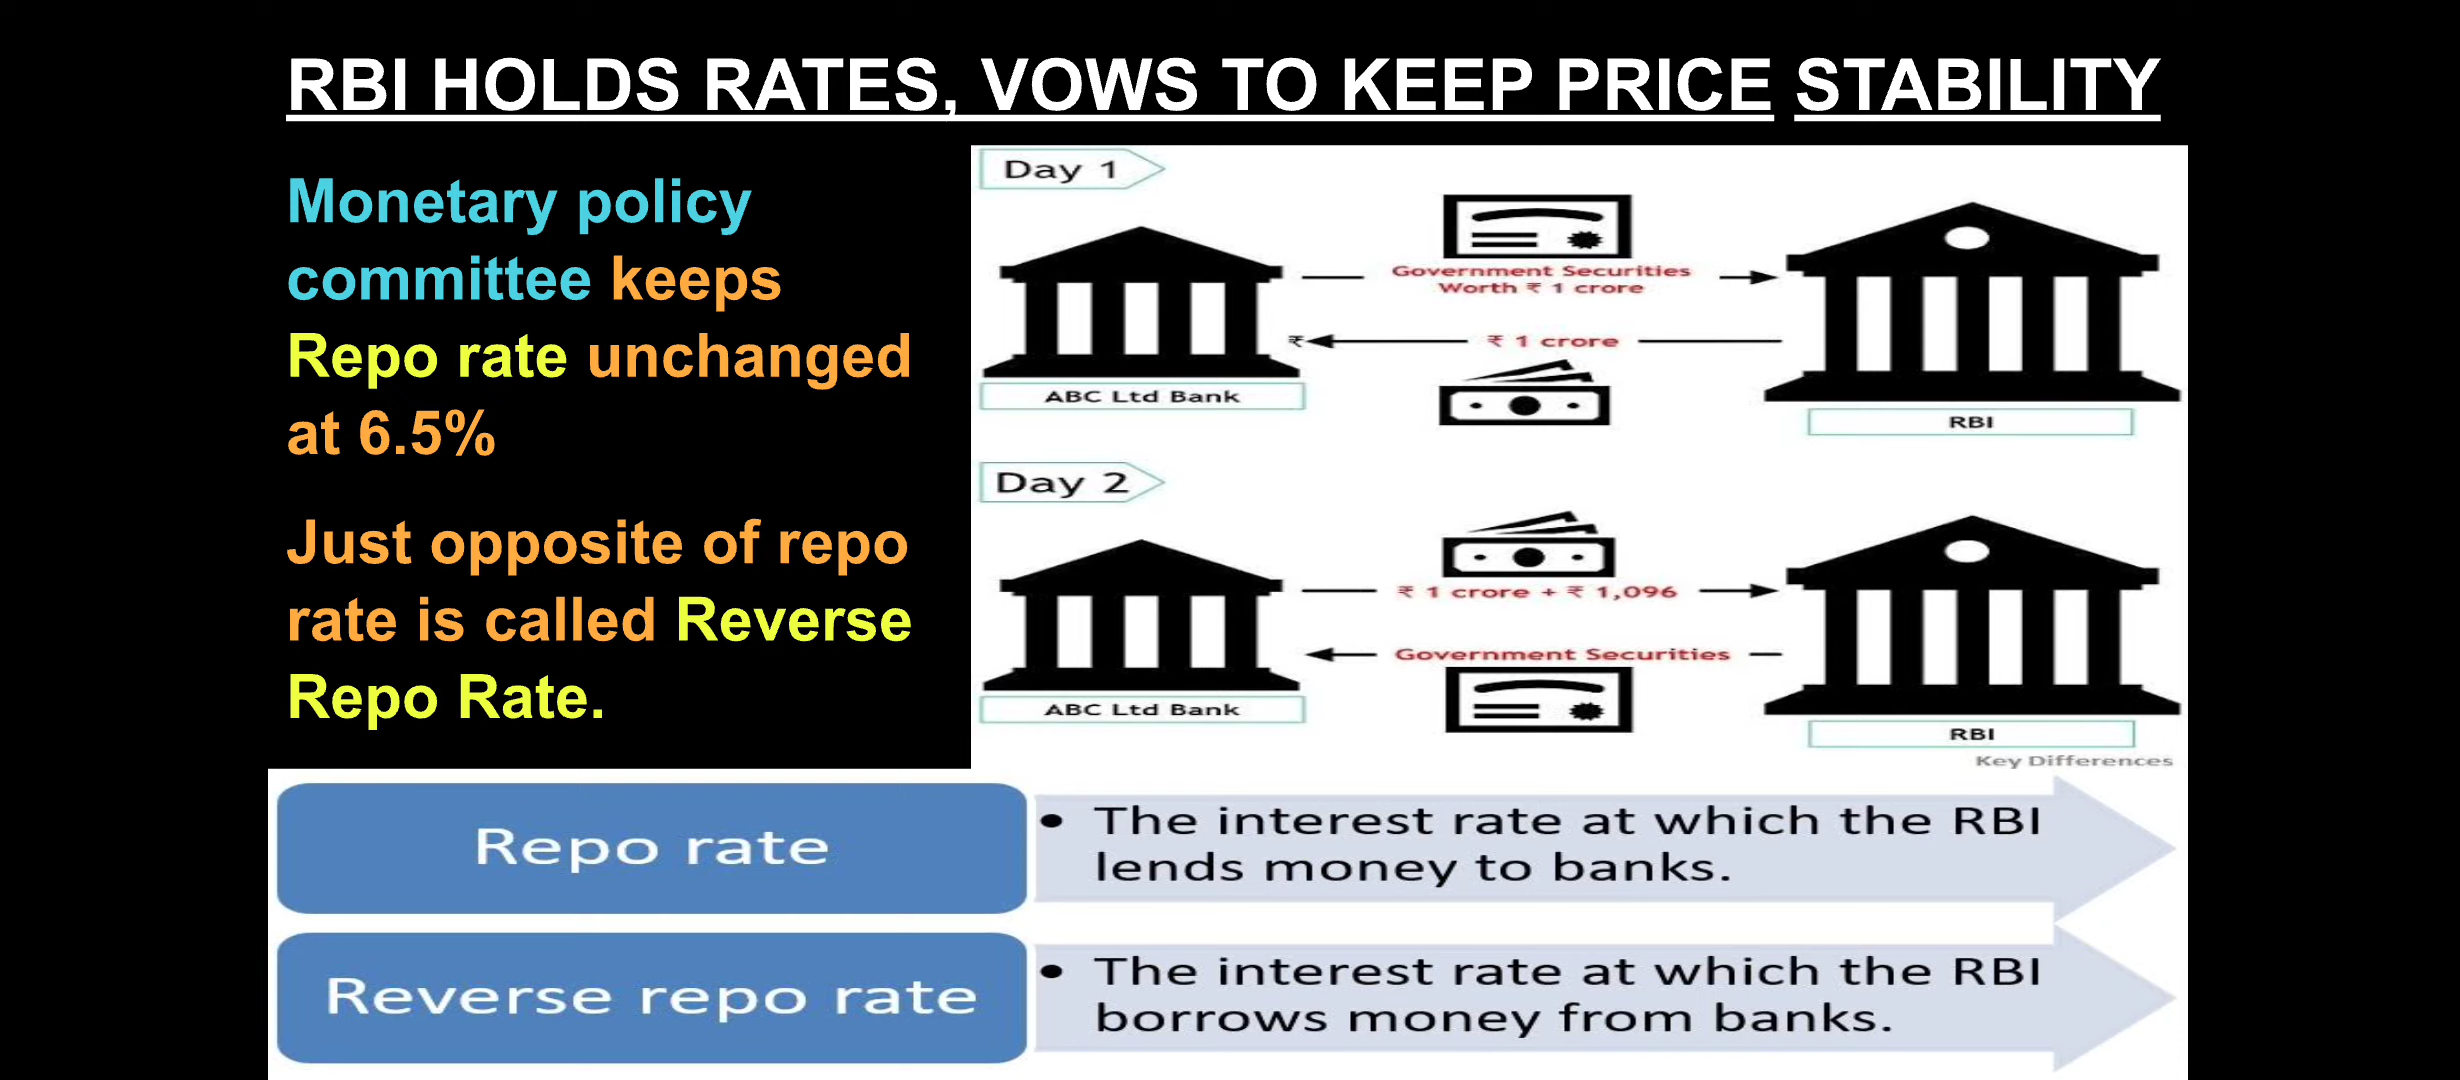 RBI HOLDS RATES, VOWS TO KEEP PRICE STABILITY
Monetary policy
committee keeps
Repo rate unchanged
at 6.5%
Just opposite of repo
rate is called Reverse
Repo Rate.
Day 1
Government Securities
Worth ₹ 1 crore
₹
₹ 1 crore
ABC Ltd Bank
RBI
Day 2
₹ 1 crore + ₹ 1,096
Government Securities
ABC Ltd Bank
RBI
Key Differences
Repo rate
• The interest rate at which the RBI
lends money to banks.
Reverse repo rate
• The interest rate at which the RBI
borrows money from banks.